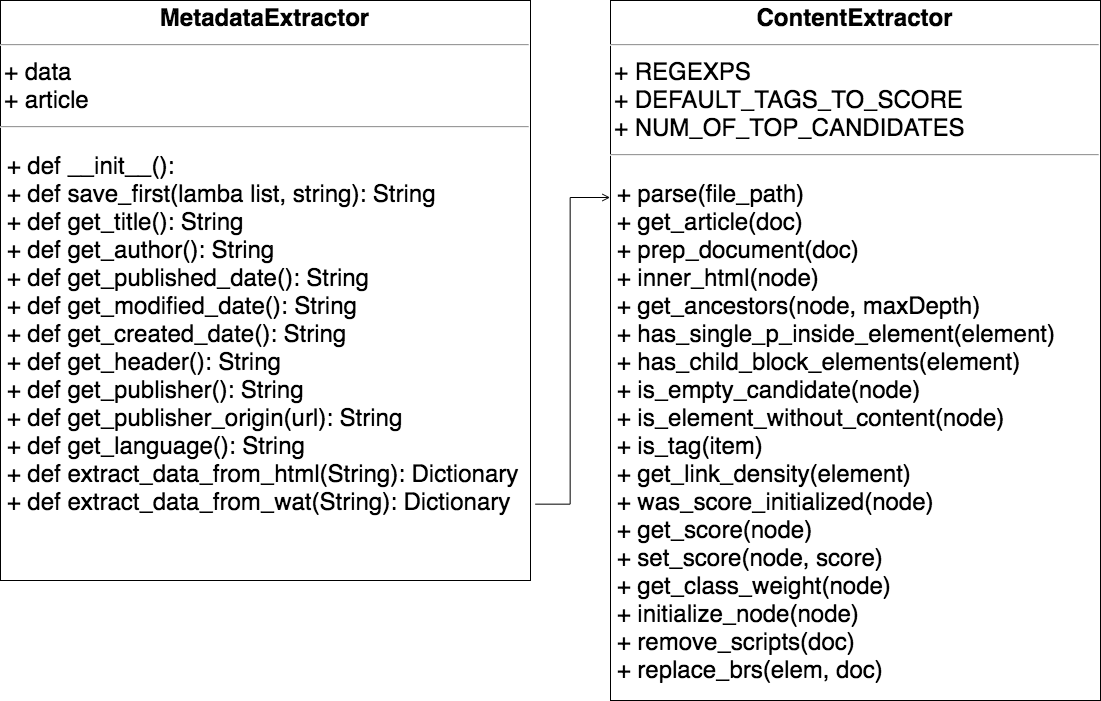 MetadataExtractor
+ data
+ article
+ def __init__():
+ def save_first(lamba list, string): String
+ def get_title(): String
+ def get_author(): String
+ def get_published_date(): String
+ def get_modified_date(): String
+ def get_created_date(): String
+ def get_header(): String
+ def get_publisher(): String
+ def get_publisher_origin(url): String
+ def get_language(): String
+ def extract_data_from_html(String): Dictionary
+ def extract_data_from_wat(String): Dictionary
ContentExtractor
+ REGEXPS
+ DEFAULT_TAGS_TO_SCORE
+ NUM_OF_TOP_CANDIDATES
+ parse(file_path)
+ get_article(doc)
+ prep_document(doc)
+ inner_html(node)
+ get_ancestors(node, maxDepth)
+ has_single_p_inside_element(element)
+ has_child_block_elements(element)
+ is_empty_candidate(node)
+ is_element_without_content(node)
+ is_tag(item)
+ get_link_density(element)
+ was_score_initialized(node)
+ get_score(node)
+ set_score(node, score)
+ get_class_weight(node)
+ initialize_node(node)
+ remove_scripts(doc)
+ replace_brs(elem, doc)